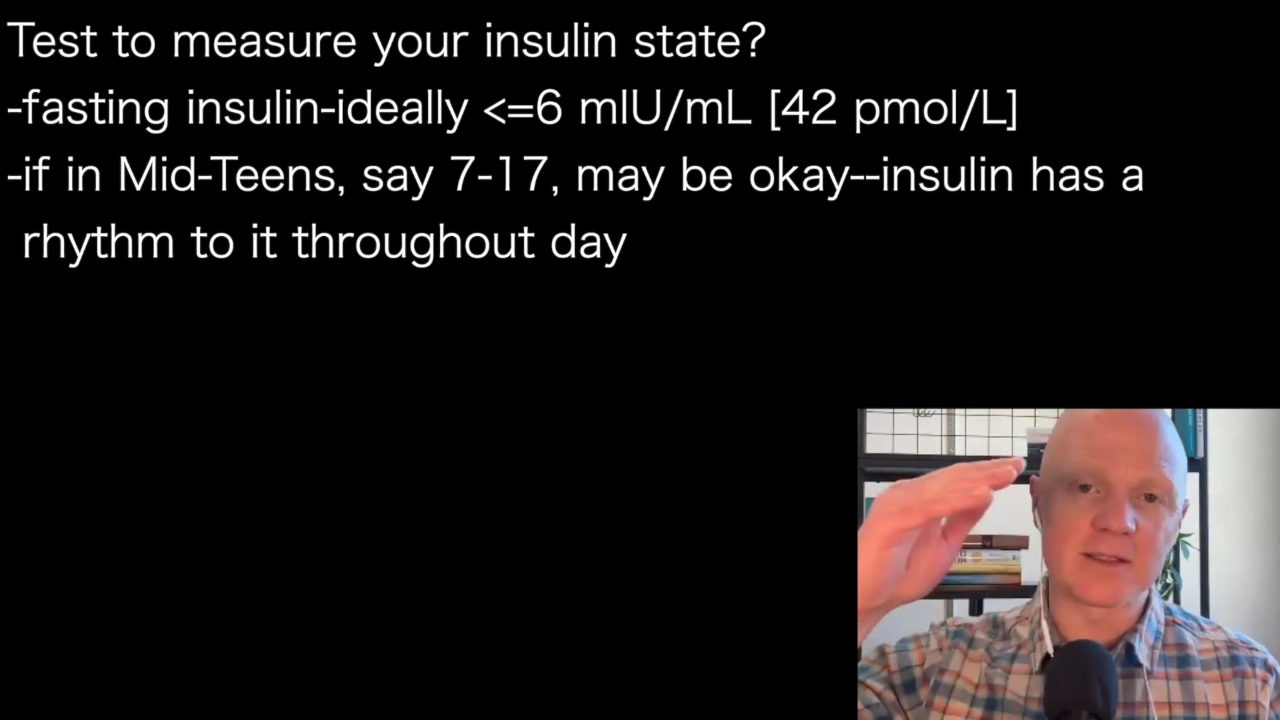 Test to measure your insulin state?
-fasting insulin-ideally <=6 mlU/mL [42 pmol/L]
-if in Mid-Teens, say 7-17, may be okay--insulin has a
rhythm to it throughout day